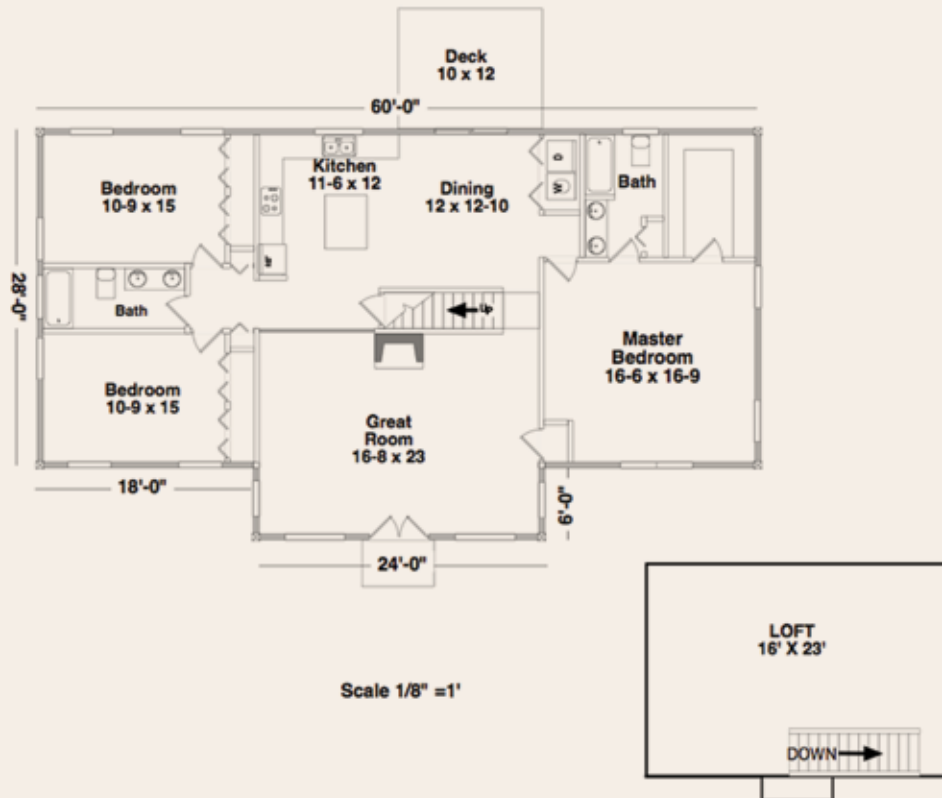 Deck
10 x 12
60'-0"
Kitchen
11-6 x 12
Bedroom
10-9 x 15
Dining
12 x 12-10
D
W
Bath
28'-0"
Bath
Up
Master
Bedroom
16-6 x 16-9
Bedroom
10-9 x 15
Great
Room
16-8 x 23
18'-0"
6'-0"
24'-0"
LOFT
16' X 23'
Scale 1/8" =1'
DOWN